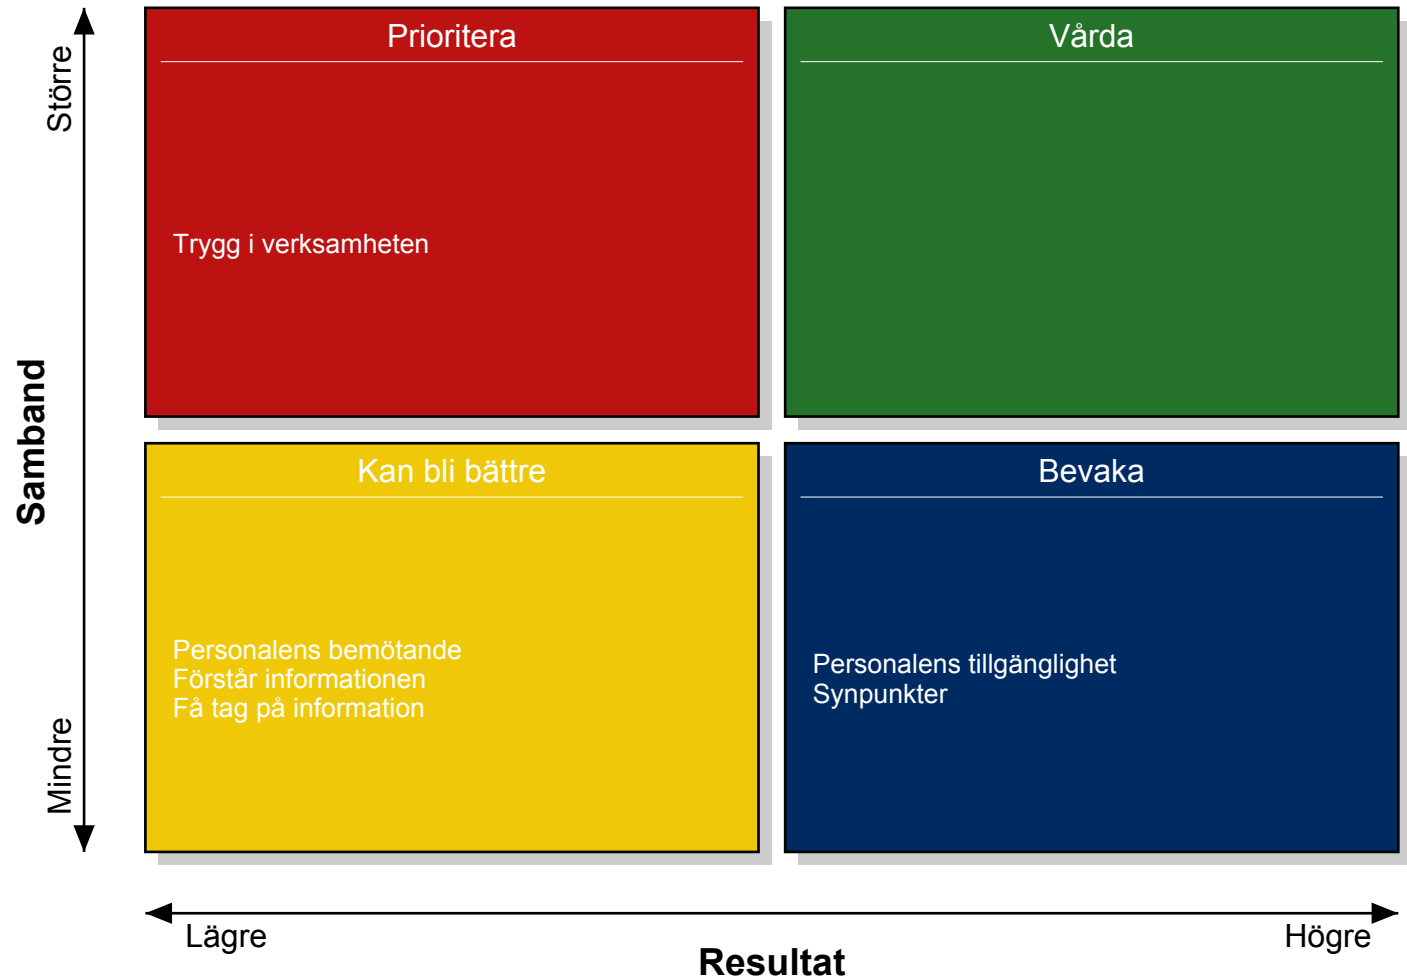 Större
Prioritera
Vårda
Trygg i verksamheten
Samband
Kan bli bättre
Bevaka
Personalens bemötande
Förstår informationen
Få tag på information
Personalens tillgänglighet
Synpunkter
Mindre
Lägre
Högre
Resultat